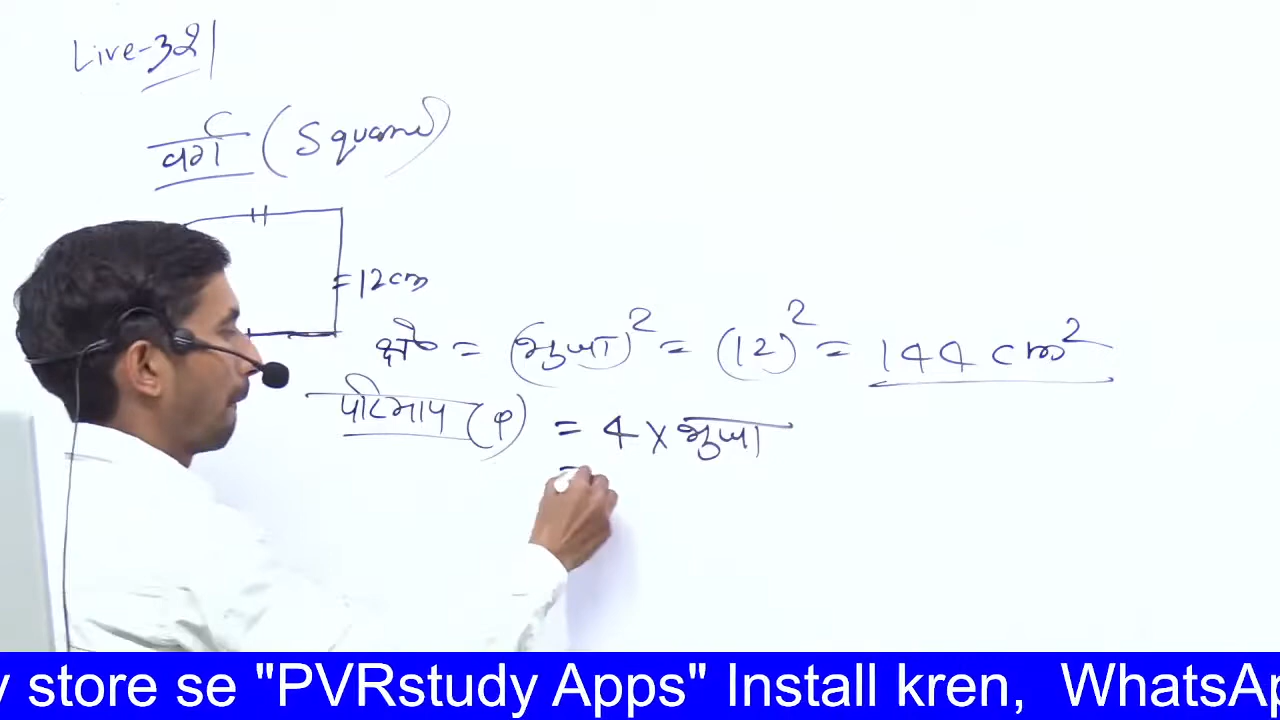 Live-321
वर्ग (Square)
=12cm
क्षे० = (भुजा)² = (12)² = 144 cm²
परिमाप (P) = 4 x भुजा
=
y store se "PVRstudy Apps" Install kren, WhatsAp